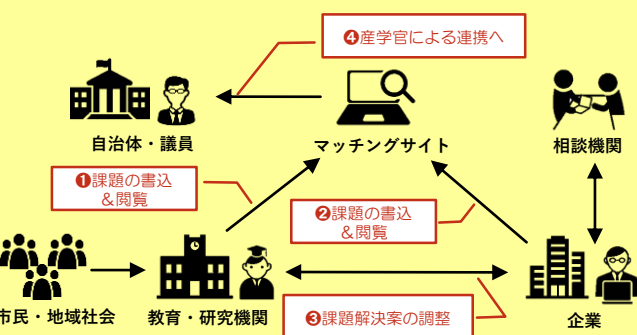 ❹産学官による連携へ
自治体・議員
マッチングサイト
相談機関
❶課題の書込
＆閲覧
❷課題の書込
＆閲覧
市民・地域社会
教育・研究機関
❸課題解決案の調整
企業